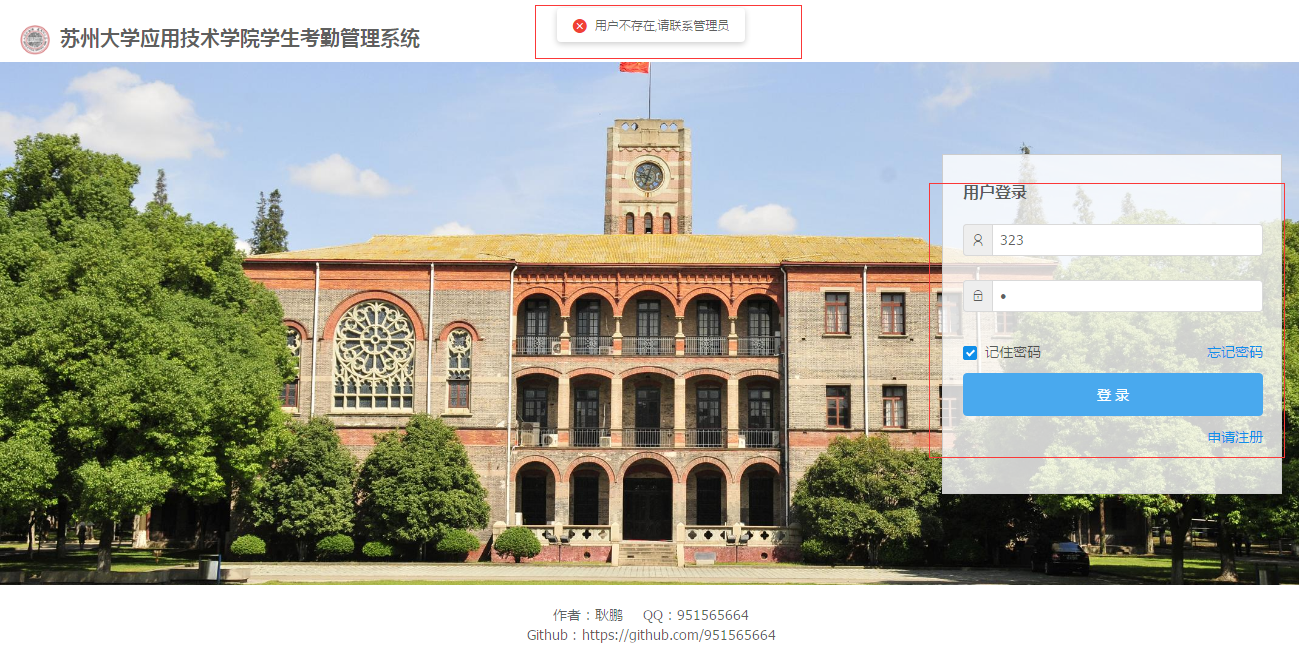 苏州大学应用技术学院学生考勤管理系统
用户不存在,请联系管理员
用户登录
323
•
记住密码 忘记密码
登 录
申请注册
作者：耿鹏 QQ：951565664
Github：https://github.com/951565664